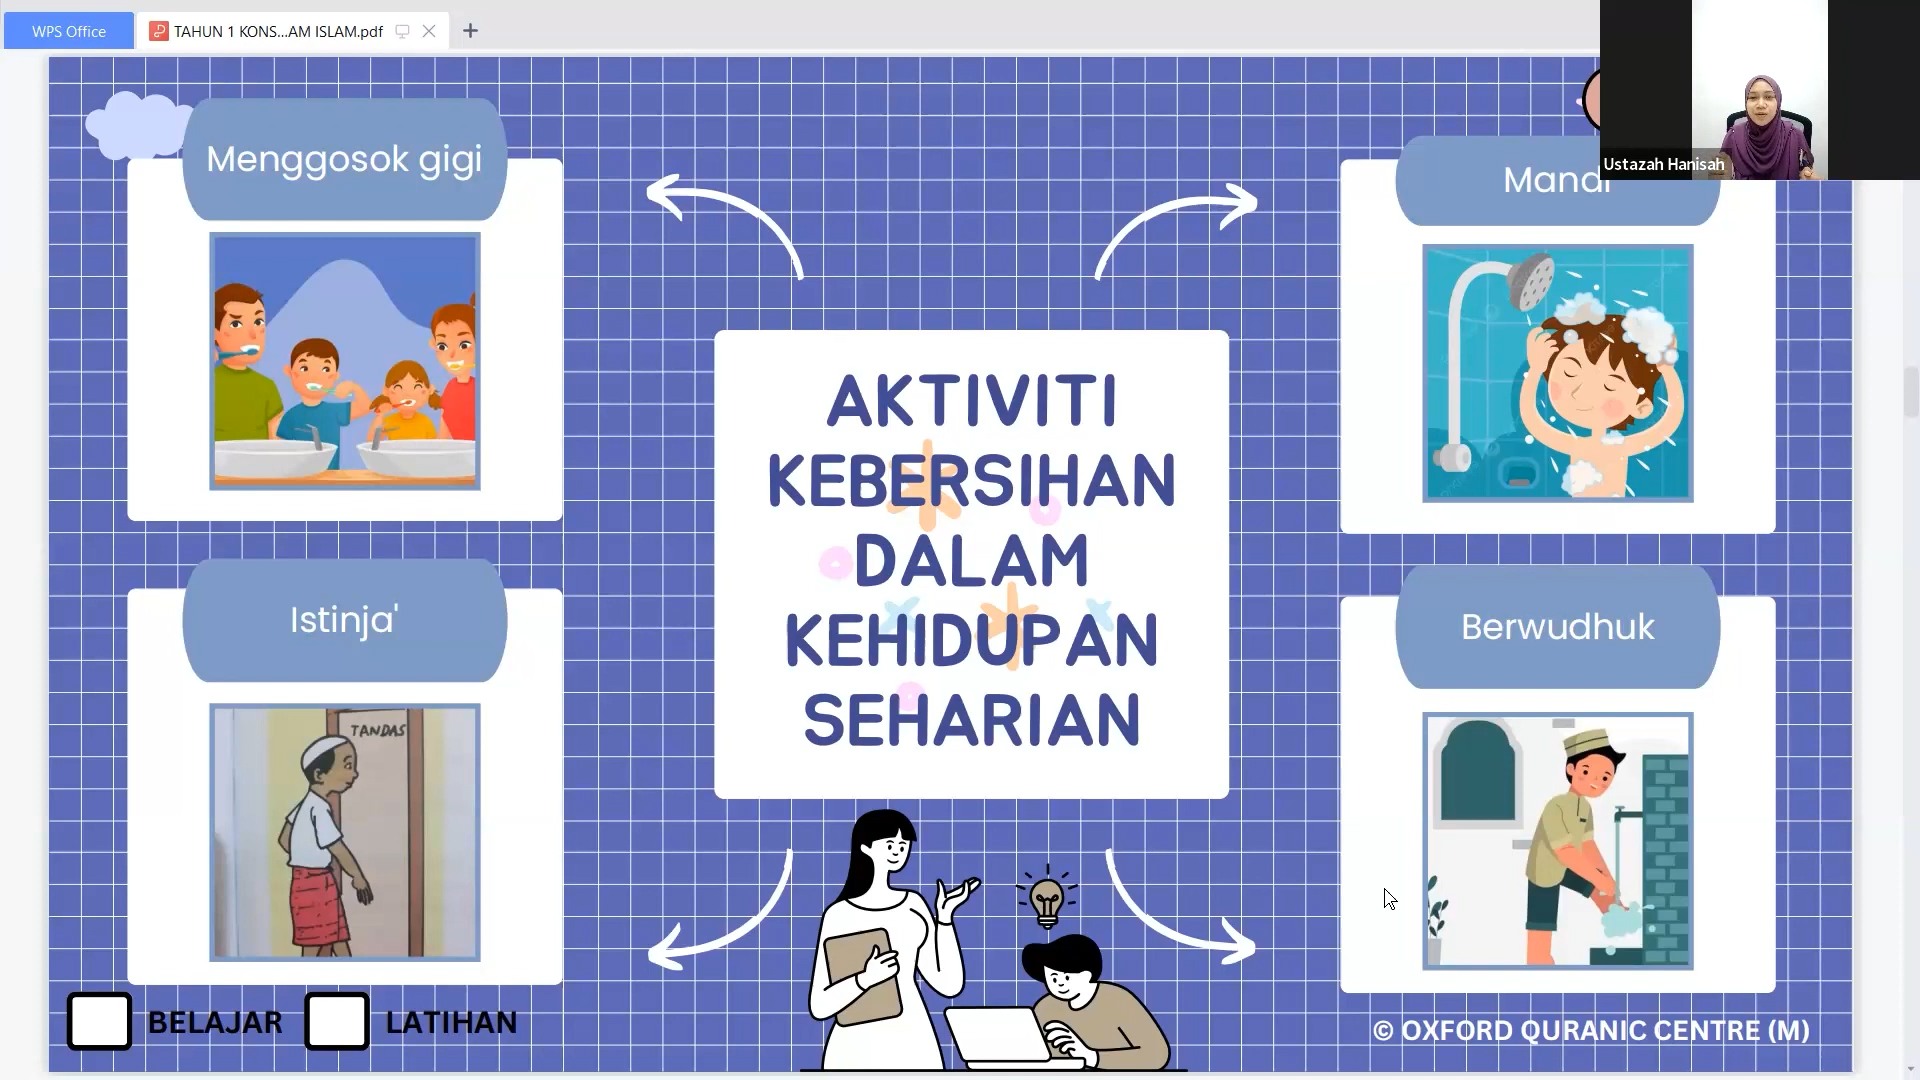 WPS Office
TAHUN 1 KONS...AM ISLAM.pdf
Ustazah Hanisah
Menggosok gigi
Mandi
AKTIVITI
KEBERSIHAN
DALAM
KEHIDUPAN
SEHARIAN
Istinja'
TANDAS
Berwudhuk
BELAJAR
LATIHAN
© OXFORD QURANIC CENTRE (M)